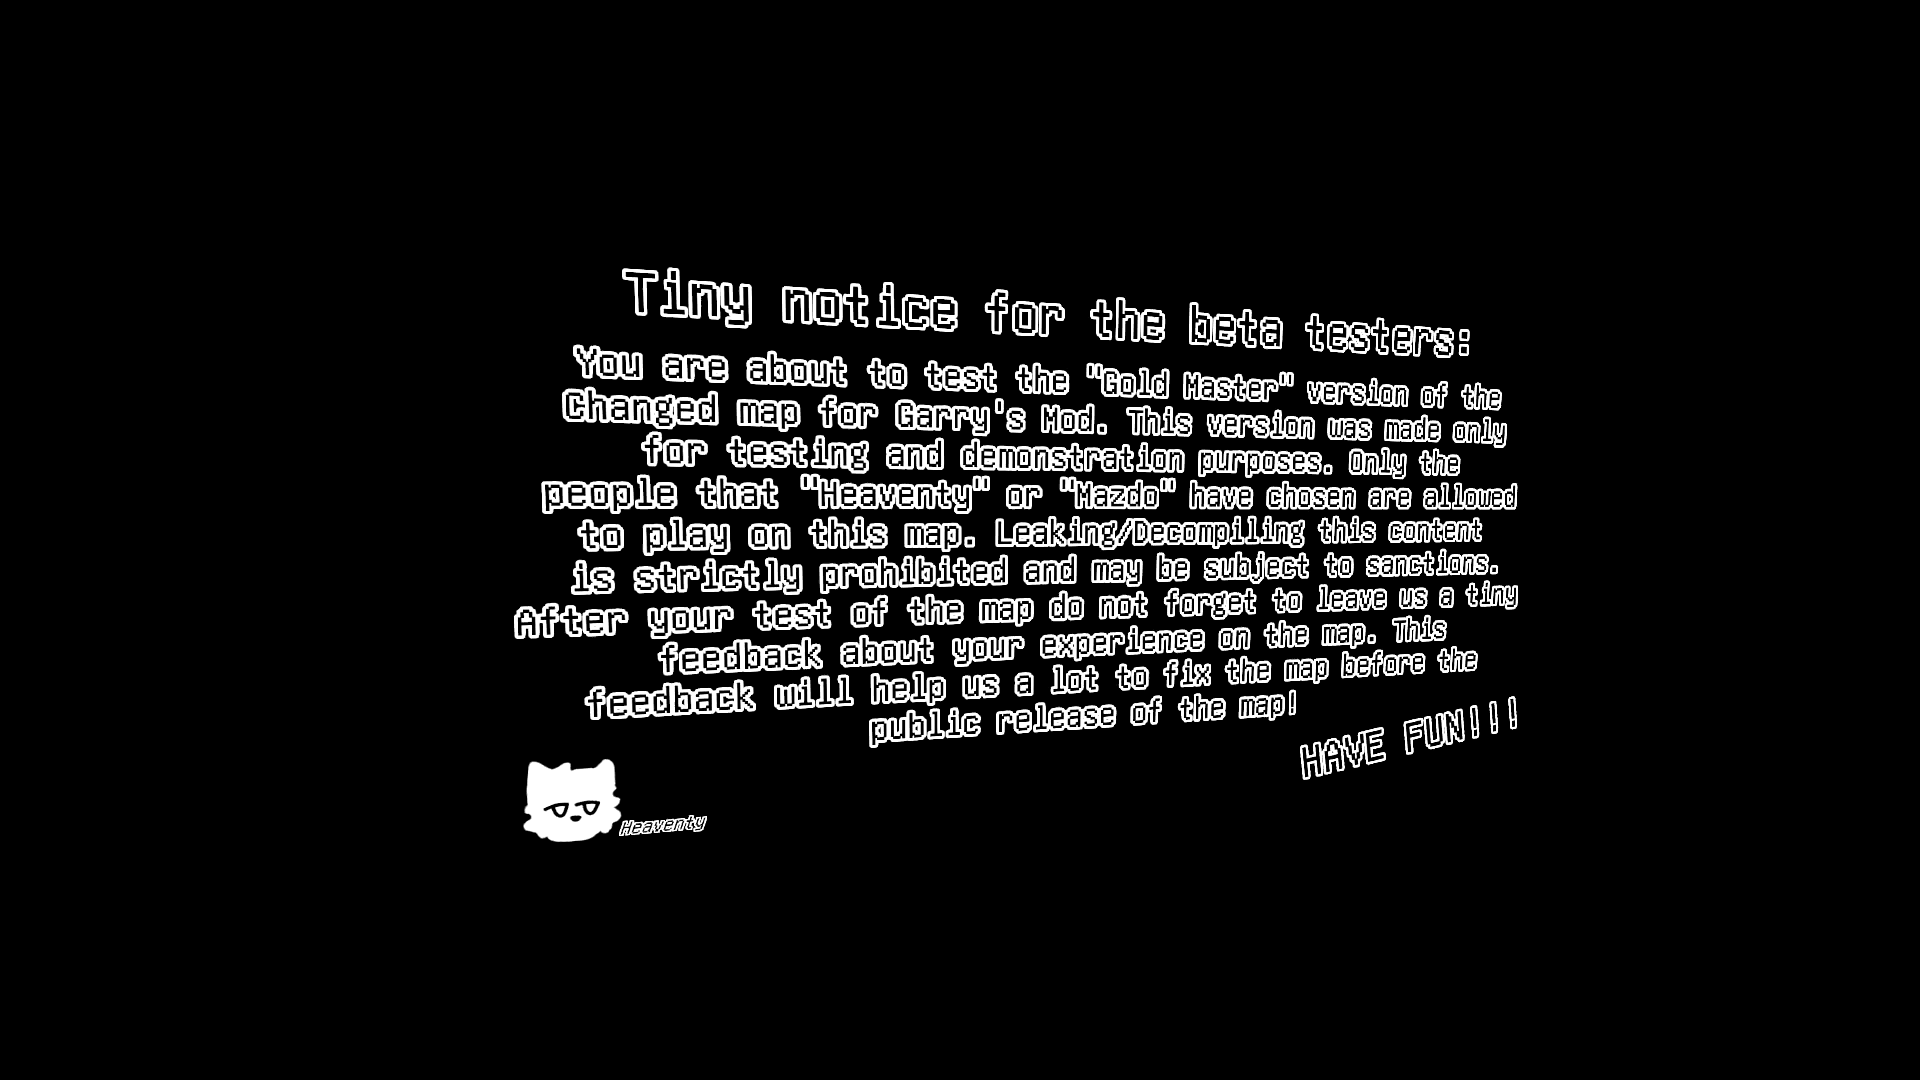 Tiny notice for the beta testers:
You are about to test the "Gold Master" version of the
Changed map for Garry's Mod. This version was made only
for testing and demonstration purposes. Only the
people that "Heaventy" or "Mazdo" have chosen are allowed
to play on this map. Leaking/Decompiling this content
is strictly prohibited and may be subject to sanctions.
After your test of the map do not forget to leave us a tiny
feedback about your experience on the map. This
feedback will help us a lot to fix the map before the
public release of the map!
HAVE FUN!!!
Heaventy